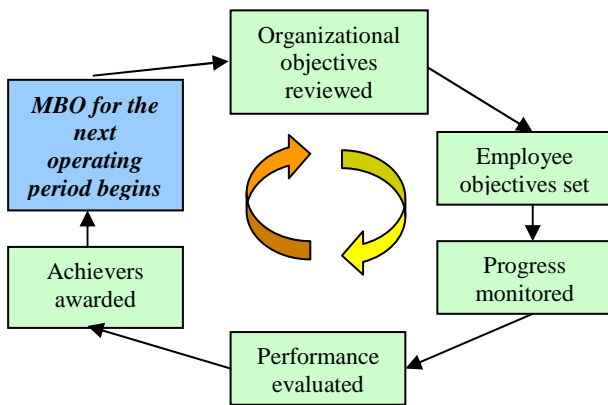 Organizational
objectives
reviewed
MBO for the
next
operating
period begins
Employee
objectives set
Progress
monitored
Performance
evaluated
Achievers
awarded